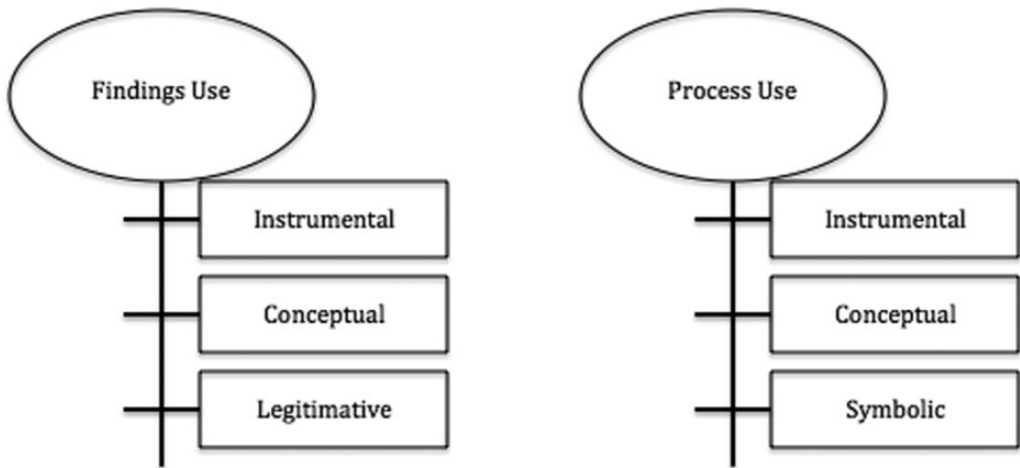 Findings Use
Instrumental
Conceptual
Legitimative
Process Use
Instrumental
Conceptual
Symbolic